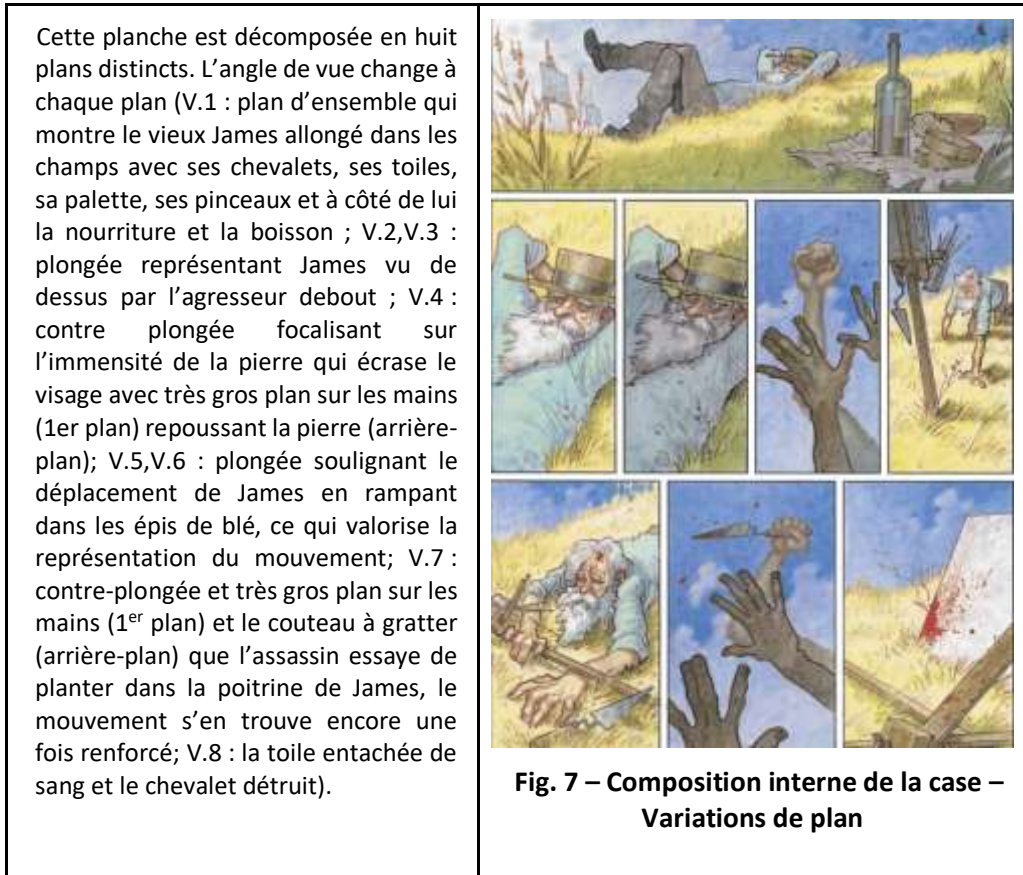 Cette planche est décomposée en huit
plans distincts. L’angle de vue change à
chaque plan (V.1 : plan d’ensemble qui
montre le vieux James allongé dans les
champs avec ses chevalets, ses toiles,
sa palette, ses pinceaux et à côté de lui
la nourriture et la boisson ; V.2,V.3 :
plongée représentant James vu de
dessus par l’agresseur debout ; V.4 :
contre plongée focalisant sur
l’immensité de la pierre qui écrase le
visage avec très gros plan sur les mains
(1er plan) repoussant la pierre (arrière-
plan); V.5,V.6 : plongée soulignant le
déplacement de James en rampant
dans les épis de blé, ce qui valorise la
représentation du mouvement; V.7 :
contre-plongée et très gros plan sur les
mains (1er plan) et le couteau à gratter
(arrière-plan) que l’assassin essaye de
planter dans la poitrine de James, le
mouvement s’en trouve encore une
fois renforcé; V.8 : la toile entachée de
sang et le chevalet détruit).
Fig. 7 – Composition interne de la case –
Variations de plan